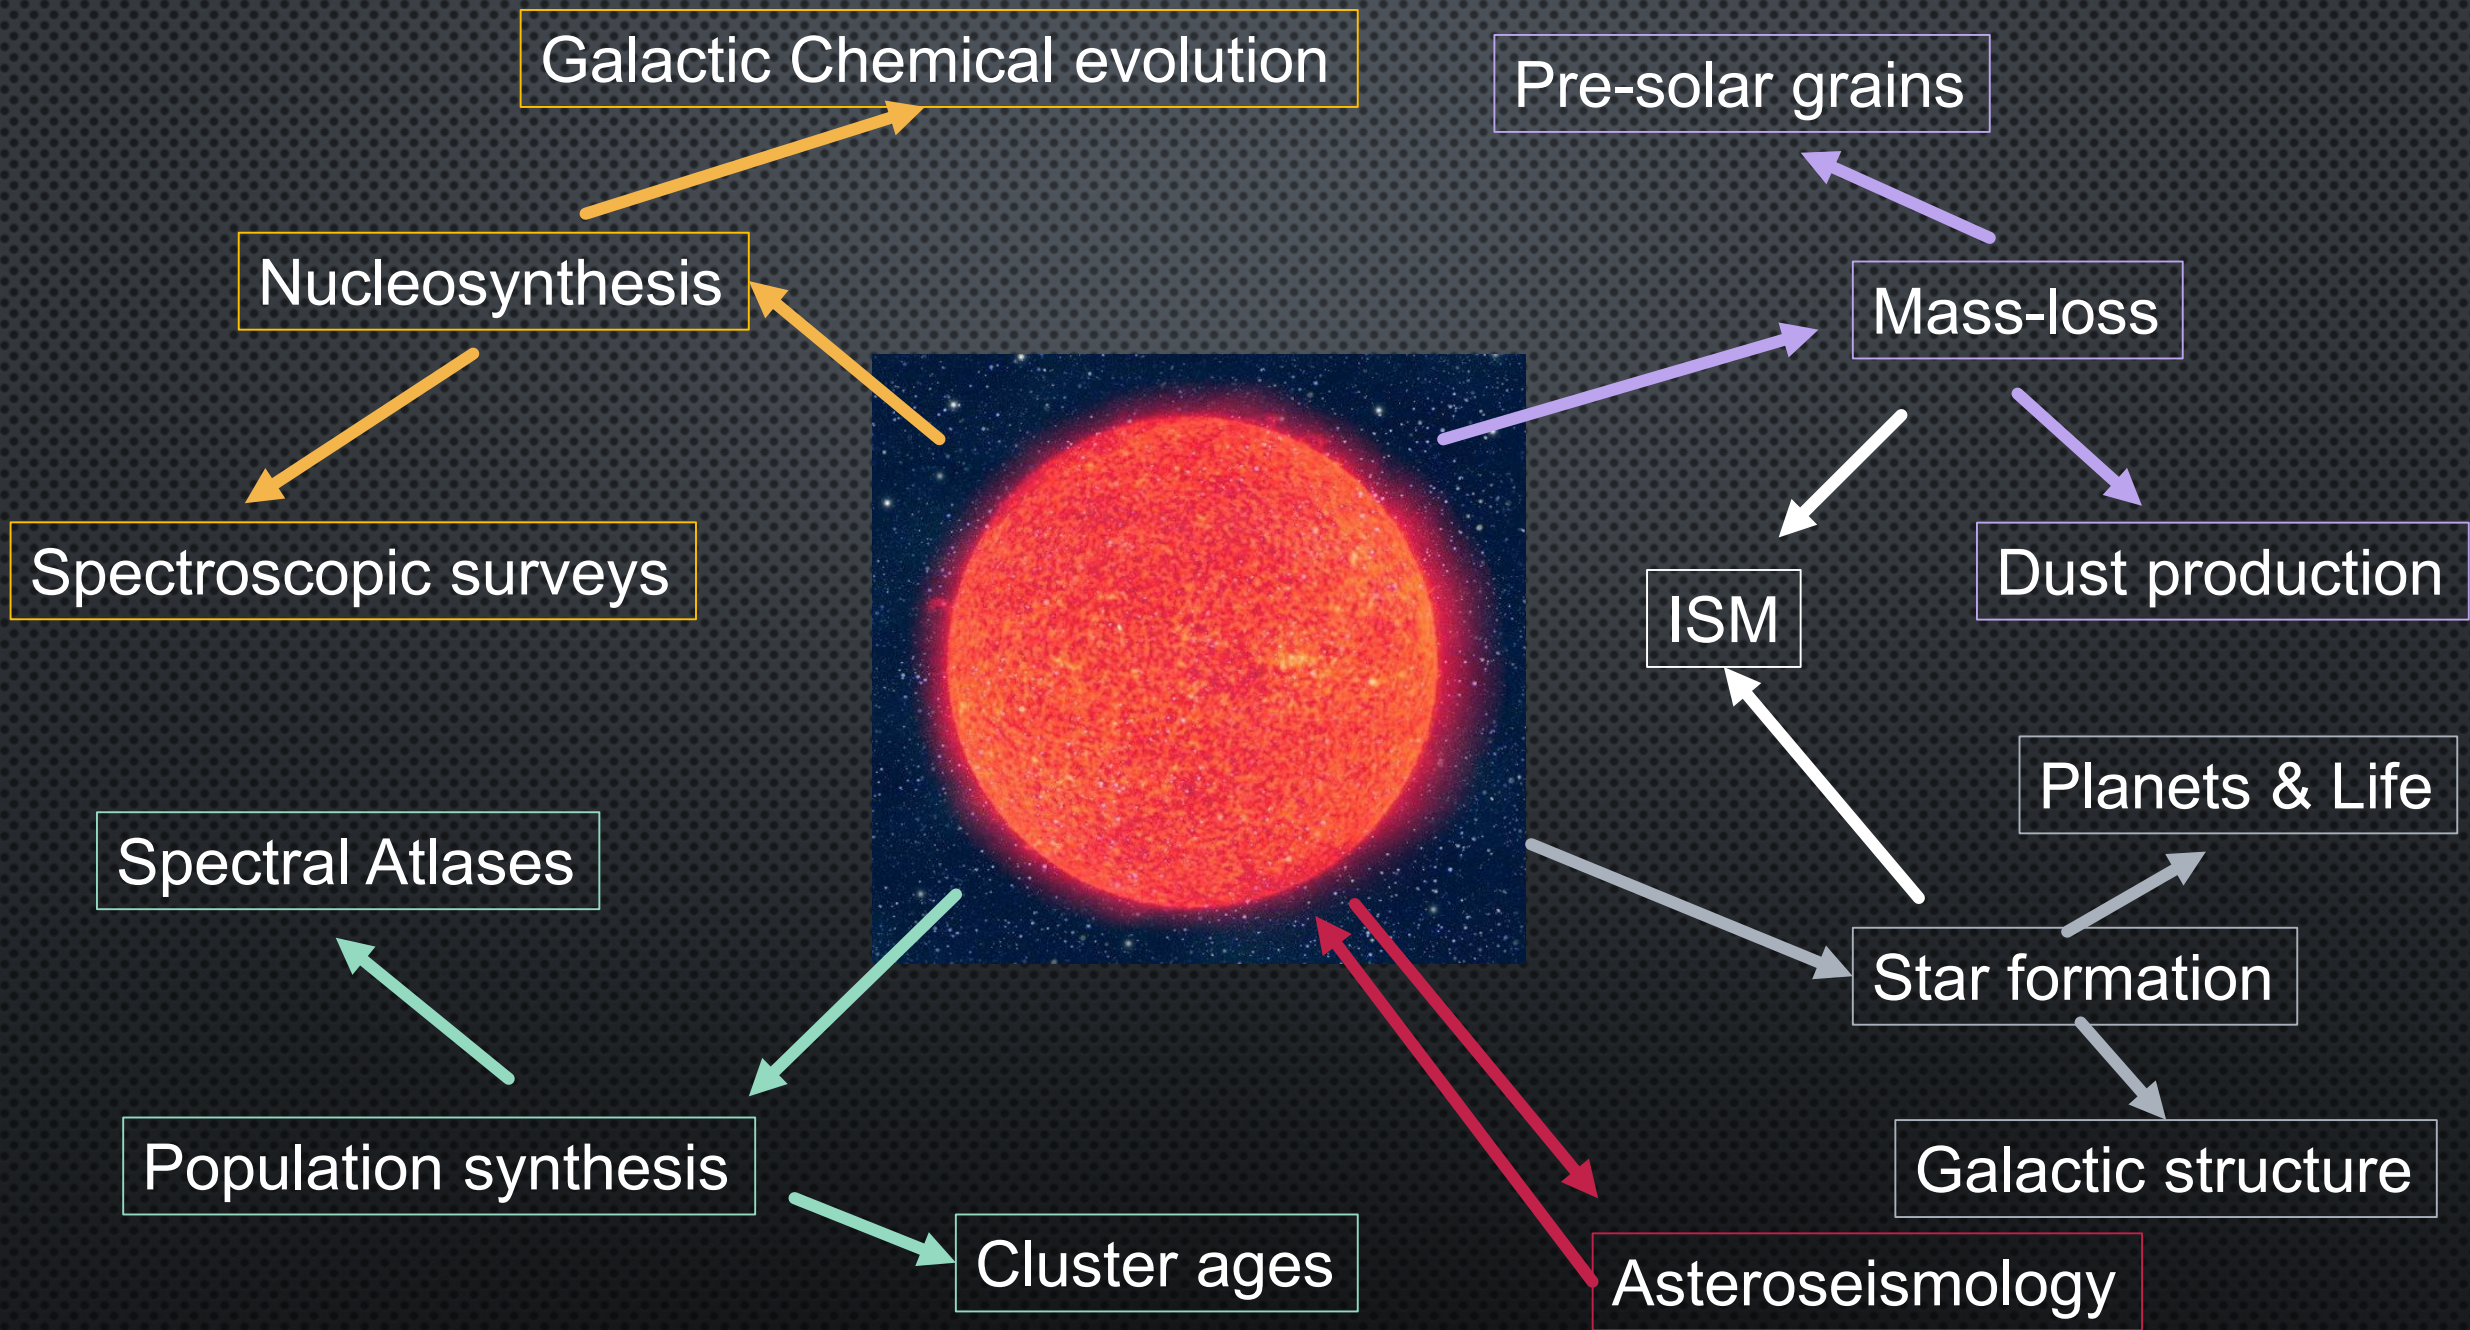 Galactic Chemical evolution
Pre-solar grains
Nucleosynthesis
Mass-loss
Spectroscopic surveys
ISM
Dust production
Planets & Life
Spectral Atlases
Star formation
Population synthesis
Galactic structure
Cluster ages
Asteroseismology